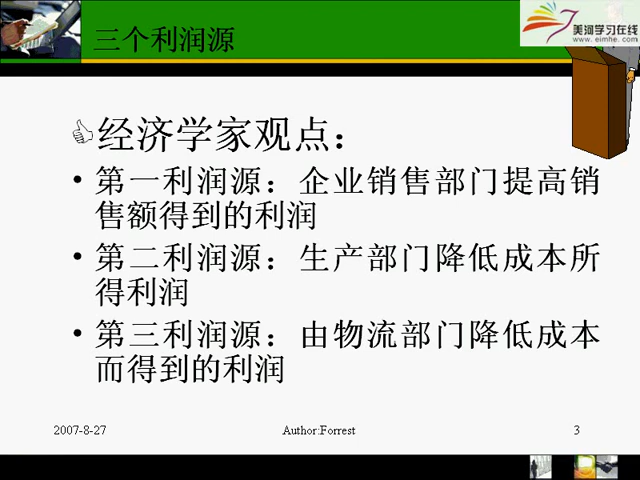 三个利润源
美河学习在线
www.eimhe.com
经济学家观点：
• 第一利润源：企业销售部门提高销
售额得到的利润
• 第二利润源：生产部门降低成本所
得利润
• 第三利润源：由物流部门降低成本
而得到的利润
2007-8-27
Author:Forrest
3